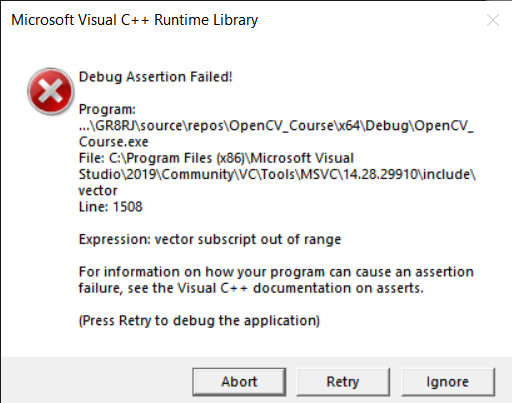 Microsoft Visual C++ Runtime Library
Debug Assertion Failed!
Program:
...\GR8RJ\source\repos\OpenCV_Course\x64\Debug\OpenCV_
Course.exe
File: C:\Program Files (x86)\Microsoft Visual
Studio\2019\Community\VC\Tools\MSVC\14.28.29910\include\
vector
Line: 1508
Expression: vector subscript out of range
For information on how your program can cause an assertion
failure, see the Visual C++ documentation on asserts.
(Press Retry to debug the application)
Abort Retry Ignore